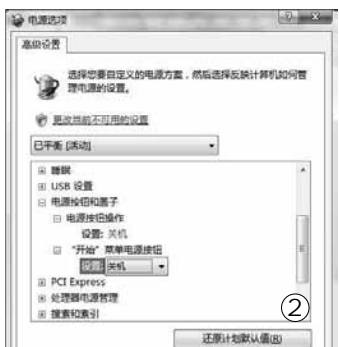 电源选项
高级设置
选择您要自定义的电源方案，然后选择反映计算机如何管
理电源的设置。
更改当前不可用的设置
已平衡 [活动]
睡眠
USB 设置
电源按钮和盖子
电源按钮操作
设置: 关机
“开始”菜单电源按钮
设置: 关机
PCI Express
处理器电源管理
搜索和索引
②
还原计划默认值(R)